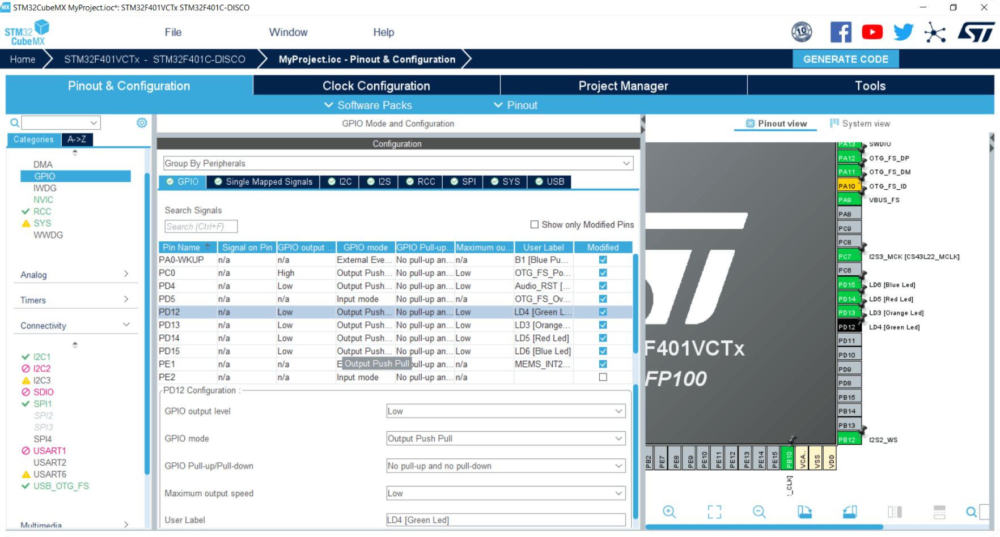 STM32CubeMX MyProject.ioc*: STM32F401VCTx STM32F401C-DISCO
STM32
CubeMX
File
Window
Help
Home
STM32F401VCTx - STM32F401C-DISCO
MyProject.ioc - Pinout & Configuration
GENERATE CODE
Pinout & Configuration
Clock Configuration
Project Manager
Tools
Software Packs
Pinout
Categories
A->Z
DMA
GPIO
IWDG
NVIC
RCC
SYS
WWDG
Analog
Timers
Connectivity
I2C1
I2C2
I2C3
SDIO
SPI1
SPI2
SPI3
SPI4
USART1
USART2
USART6
USB_OTG_FS
Multimedia
GPIO Mode and Configuration
Configuration
Group By Peripherals
GPIO
Single Mapped Signals
I2C
I2S
RCC
SPI
SYS
USB
Search Signals
Search (Ctrl+F)
Show only Modified Pins
Pin Name Signal on Pin GPIO output ... GPIO mode GPIO Pull-up... Maximum ou... User Label Modified
PA0-WKUP n/a n/a External Eve... No pull-up an... n/a B1 [Blue Pu...
PC0 n/a High Output Push... No pull-up an... Low OTG_FS_Po...
PD4 n/a Low Output Push... No pull-up an... Low Audio_RST [...
PD5 n/a n/a Input mode No pull-up an... n/a OTG_FS_Ov...
PD12 n/a Low Output Push... No pull-up an... Low LD4 [Green L...
PD13 n/a Low Output Push... No pull-up an... Low LD3 [Orange...
PD14 n/a Low Output Push... No pull-up an... Low LD5 [Red Led]
PD15 n/a Low Output Push... No pull-up an... Low LD6 [Blue Led]
PE1 n/a n/a E Output Push Pull pull-up an... n/a MEMS_INT2...
PE2 n/a n/a Input mode No pull-up an... n/a
PD12 Configuration :
GPIO output level
Low
GPIO mode
Output Push Pull
GPIO Pull-up/Pull-down
No pull-up and no pull-down
Maximum output speed
Low
User Label
LD4 [Green Led]
Pinout view
System view
PA13 SWDIO
PA12 OTG_FS_DP
PA11 OTG_FS_DM
PA10 OTG_FS_ID
PA9 VBUS_FS
PA8
PC9
PC8
PC7 I2S3_MCK [CS43L22_MCLK]
PC6
PD15 LD6 [Blue Led]
PD14 LD5 [Red Led]
PD13 LD3 [Orange Led]
PD12 LD4 [Green Led]
PD11
PD10
PD9
PD8
PB15
PB14
PB13
PB12 I2S2_WS
F401VCTx
FP100
PB2
PE7
PE8
PE9
PE10
PE11
PE12
PE13
PE14
PE15
PB10
VCA..
VSS
VDD
_CLK]